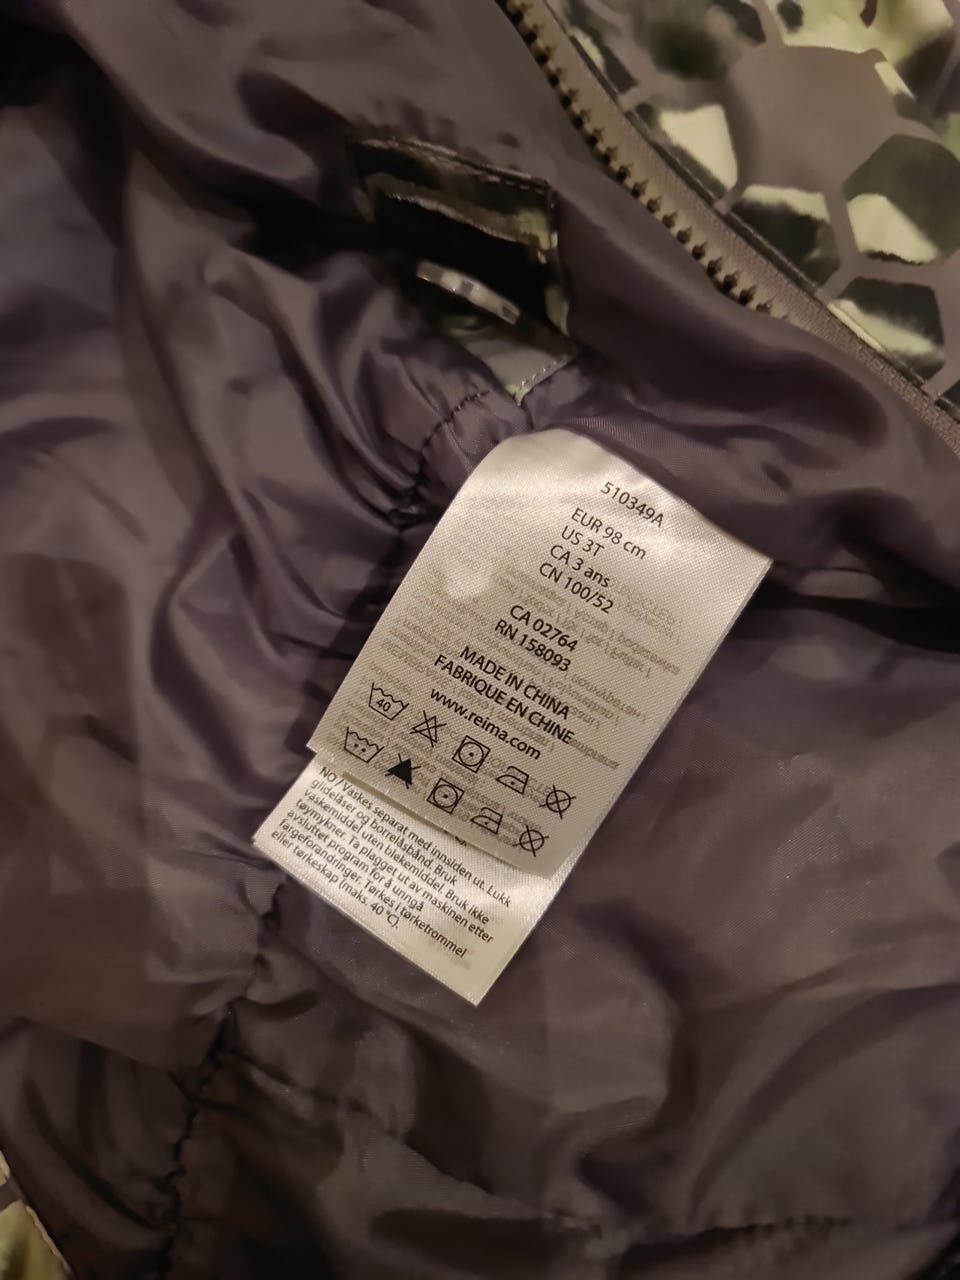 510349A
EUR 98 cm
US 3T
CA 3 ans
CN 100/52
CA 02764
RN 158093
MADE IN CHINA
FABRIQUE EN CHINE
www.reima.com
40
NO/Vaskes separat med innsiden ut. Lukk
glidelåser og borrelåsbånd. Bruk
vaskemiddel uten blekemiddel. Bruk ikke
tøymykner. Ta plagget ut av maskinen etter
avsluttet program for å unngå
fargeforandringer. Tørkes i tørketrommel
eller tørkeskap (maks. 40 °C).